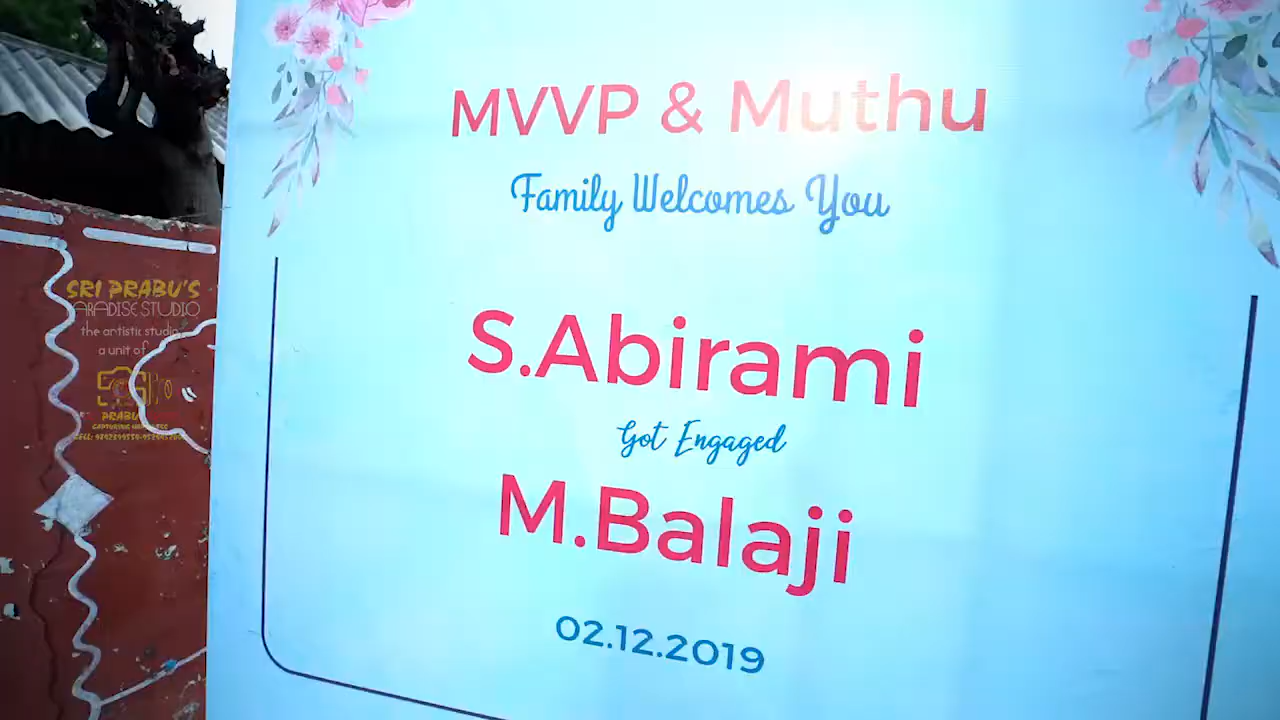 MVVP & Muthu
Family Welcomes You
S.Abirami
Got Engaged
M.Balaji
02.12.2019
SRI PRABU'S
PARADISE STUDIO
the artistic studio
a unit of
PRABU